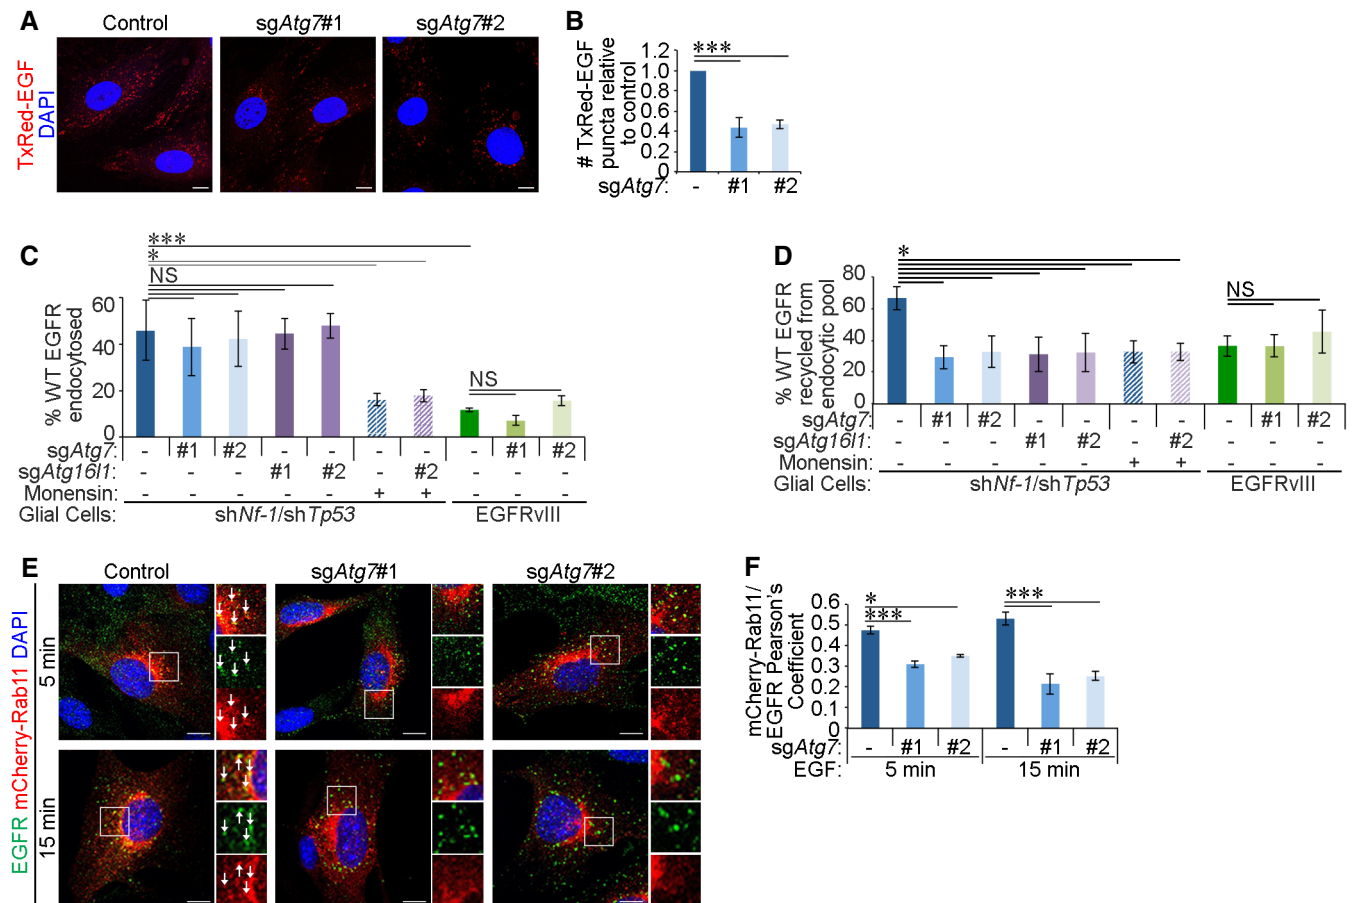 A
Control
sgAtg7#1
sgAtg7#2
TxRed-EGF
DAPI
B
# TxRed-EGF
puncta relative
to control
1.2
1.0
0.8
0.6
0.4
0.2
0
***
sgAtg7: - #1 #2
C
% WT EGFR
endocytosed
60
40
20
0
***
*
NS
NS
sgAtg7: - #1 #2 - - - - - #1 #2
sgAtg16l1: - - - #1 #2 - #2 - - -
Monensin: - - - - - + + - - -
Glial Cells: shNf-1/shTp53 EGFRvIII
D
% WT EGFR
recycled from
endocytic pool
80
60
40
20
0
*
NS
sgAtg7: - #1 #2 - - - - - #1 #2
sgAtg16l1: - - - #1 #2 - #2 - - -
Monensin: - - - - - + + - - -
Glial Cells: shNf-1/shTp53 EGFRvIII
E
Control
sgAtg7#1
sgAtg7#2
EGFR mCherry-Rab11 DAPI
5 min
15 min
F
mCherry-Rab11/
EGFR Pearson's
Coefficient
0.6
0.5
0.4
0.3
0.2
0.1
0
*
***
***
sgAtg7: - #1 #2 - #1 #2
EGF: 5 min 15 min